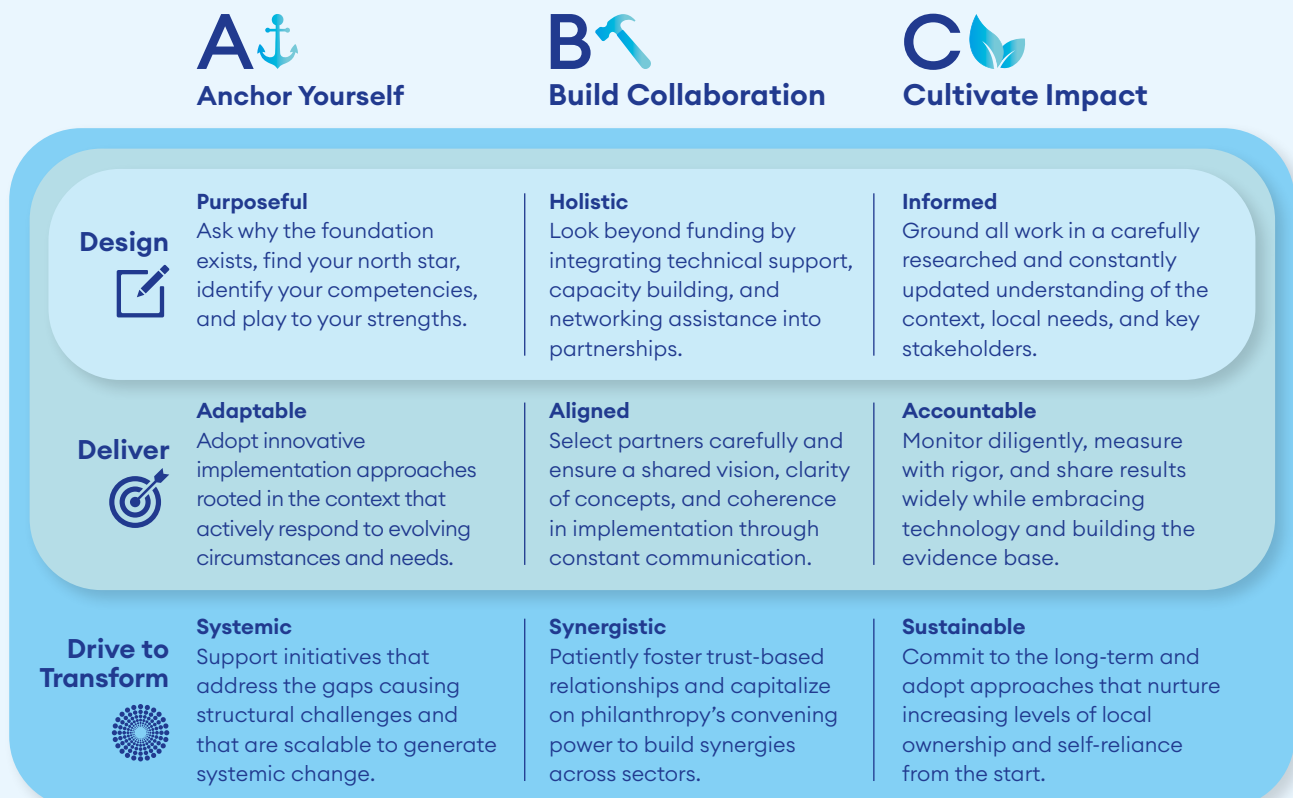 A
Anchor Yourself
B
Build Collaboration
C
Cultivate Impact
Design
Purposeful
Ask why the foundation
exists, find your north star,
identify your competencies,
and play to your strengths.
Holistic
Look beyond funding by
integrating technical support,
capacity building, and
networking assistance into
partnerships.
Informed
Ground all work in a carefully
researched and constantly
updated understanding of the
context, local needs, and key
stakeholders.
Deliver
Adaptable
Adopt innovative
implementation approaches
rooted in the context that
actively respond to evolving
circumstances and needs.
Aligned
Select partners carefully and
ensure a shared vision, clarity
of concepts, and coherence
in implementation through
constant communication.
Accountable
Monitor diligently, measure
with rigor, and share results
widely while embracing
technology and building the
evidence base.
Drive to
Transform
Systemic
Support initiatives that
address the gaps causing
structural challenges and
that are scalable to generate
systemic change.
Synergistic
Patiently foster trust-based
relationships and capitalize
on philanthropy’s convening
power to build synergies
across sectors.
Sustainable
Commit to the long-term and
adopt approaches that nurture
increasing levels of local
ownership and self-reliance
from the start.